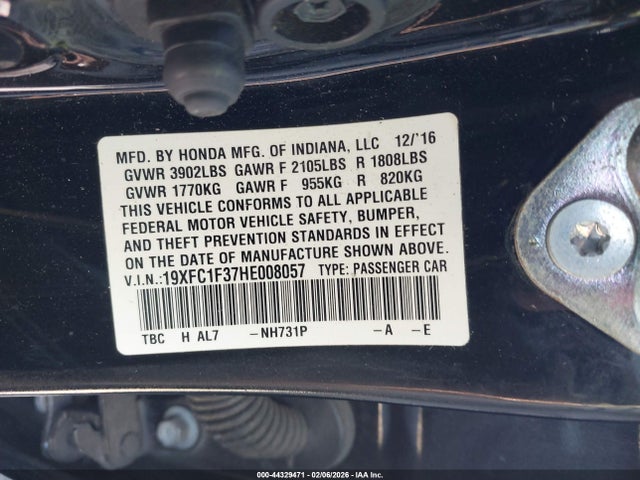 MFD. BY HONDA MFG. OF INDIANA, LLC 12/'16
GVWR 3902LBS GAWR F 2105LBS R 1808LBS
GVWR 1770KG GAWR F 955KG R 820KG
THIS VEHICLE CONFORMS TO ALL APPLICABLE
FEDERAL MOTOR VEHICLE SAFETY, BUMPER,
AND THEFT PREVENTION STANDARDS IN EFFECT
ON THE DATE OF MANUFACTURE SHOWN ABOVE.
V.I.N.:19XFC1F37HE008057 TYPE: PASSENGER CAR
TBC H AL7 -NH731P -A -E
000-44329471 - 02/06/2026 - IAA Inc.